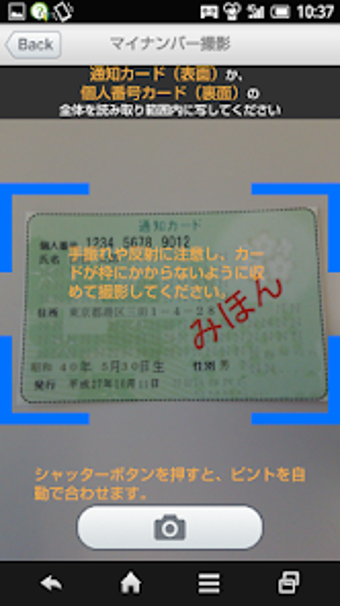 10:37
Back
マイナンバー撮影
通知カード（表面）か、
個人番号カード（裏面）の
全体を読み取り範囲内に写してください
通知カード
個人番号 1234 5678 9012
氏名
手撮れや反射に注意し、カー
ドが枠にかからないように収
めて撮影してください。
住所 東京都港区三田1-4-28
みほん
昭和 40年 5月30日生 性別 男
発行 平成27年10月11日
シャッターボタンを押すと、ピントを自
動で合わせます。